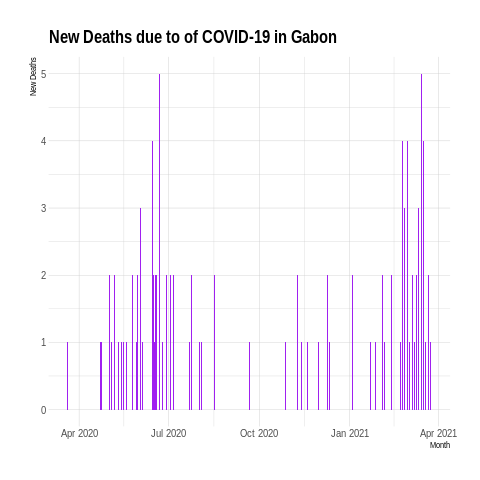 New Deaths due to of COVID-19 in Gabon
New Deaths
5
4
3
2
1
0
Apr 2020 Jul 2020 Oct 2020 Jan 2021 Apr 2021
Month